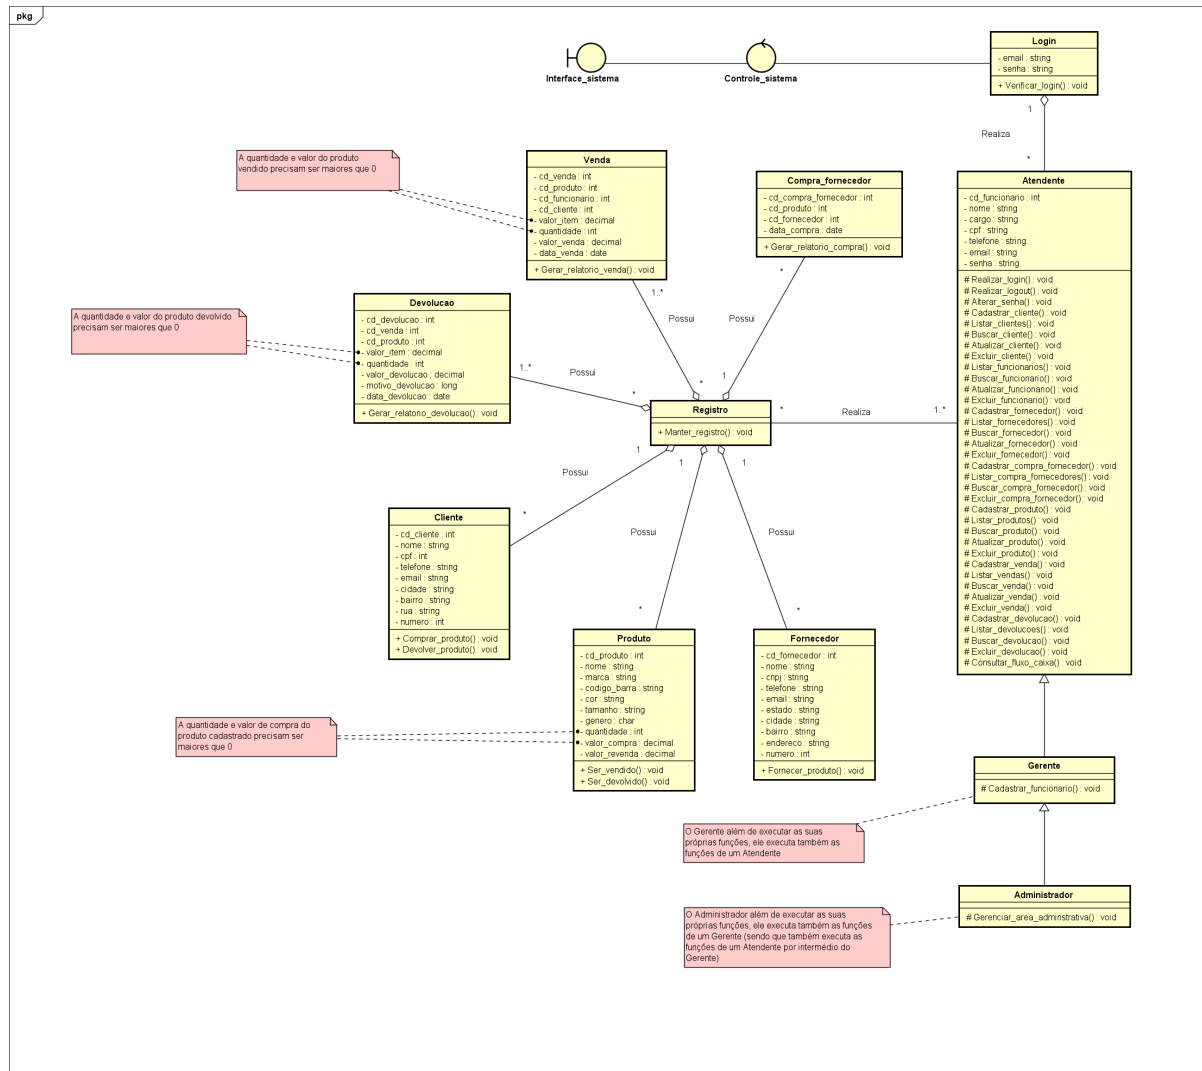 pkg
Interface_sistema
Controle_sistema
Login
- email : string
- senha : string
+ Verificar_login() : void
1
Realiza
*
A quantidade e valor do produto
vendido precisam ser maiores que 0
Venda
- cd_venda : int
- cd_produto : int
- cd_funcionario : int
- cd_cliente : int
- valor_item : decimal
- quantidade : int
- valor_venda : decimal
- data_venda : date
+ Gerar_relatorio_venda() : void
1..*
Possui
*
Compra_fornecedor
- cd_compra_fornecedor : int
- cd_produto : int
- cd_fornecedor : int
- data_compra : date
+ Gerar_relatorio_compra() : void
*
Possui
1
Atendente
- cd_funcionario : int
- nome : string
- cargo : string
- cpf : string
- telefone : string
- email : string
- senha : string
# Realizar_login() : void
# Realizar_logout() : void
# Alterar_senha() : void
# Cadastrar_cliente() : void
# Listar_clientes() : void
# Buscar_cliente() : void
# Atualizar_cliente() : void
# Excluir_cliente() : void
# Listar_funcionarios() : void
# Buscar_funcionario() : void
# Atualizar_funcionario() : void
# Excluir_funcionario() : void
# Cadastrar_fornecedor() : void
# Listar_fornecedores() : void
# Buscar_fornecedor() : void
# Atualizar_fornecedor() : void
# Excluir_fornecedor() : void
# Cadastrar_compra_fornecedor() : void
# Listar_compra_fornecedores() : void
# Buscar_compra_fornecedor() : void
# Excluir_compra_fornecedor() : void
# Cadastrar_produto() : void
# Listar_produtos() : void
# Buscar_produto() : void
# Atualizar_produto() : void
# Excluir_produto() : void
# Cadastrar_venda() : void
# Listar_vendas() : void
# Buscar_venda() : void
# Atualizar_venda() : void
# Excluir_venda() : void
# Cadastrar_devolucao() : void
# Listar_devolucoes() : void
# Buscar_devolucao() : void
# Excluir_devolucao() : void
# Consultar_fluxo_caixa() : void
A quantidade e valor do produto devolvido
precisam ser maiores que 0
Devolucao
- cd_devolucao : int
- cd_venda : int
- cd_produto : int
- valor_item : decimal
- quantidade : int
- valor_devolucao : decimal
- motivo_devolucao : long
- data_devolucao : date
+ Gerar_relatorio_devolucao() : void
1..*
Possui
*
Registro
+ Manter_registro() : void
*
Realiza
1..*
1
Possui
*
1
Possui
*
1
Possui
*
Cliente
- cd_cliente : int
- nome : string
- cpf : int
- telefone : string
- email : string
- cidade : string
- bairro : string
- rua : string
- numero : int
+ Comprar_produto() : void
+ Devolver_produto() : void
Produto
- cd_produto : int
- nome : string
- marca : string
- codigo_barra : string
- cor : string
- tamanho : string
- genero : char
- quantidade : int
- valor_compra : decimal
- valor_revenda : decimal
+ Ser_vendido() : void
+ Ser_devolvido() : void
Fornecedor
- cd_fornecedor : int
- nome : string
- cnpj : string
- telefone : string
- email : string
- estado : string
- cidade : string
- bairro : string
- endereco : string
- numero : int
+ Fornecer_produto() : void
A quantidade e valor de compra do
produto cadastrado precisam ser
maiores que 0
Gerente
# Cadastrar_funcionario() : void
O Gerente além de executar as suas
próprias funções, ele executa também as
funções de um Atendente
Administrador
# Gerenciar_area_adminstrativa() : void
O Administrador além de executar as suas
próprias funções, ele executa também as funções
de um Gerente (sendo que também executa as
funções de um Atendente por intermédio do
Gerente)